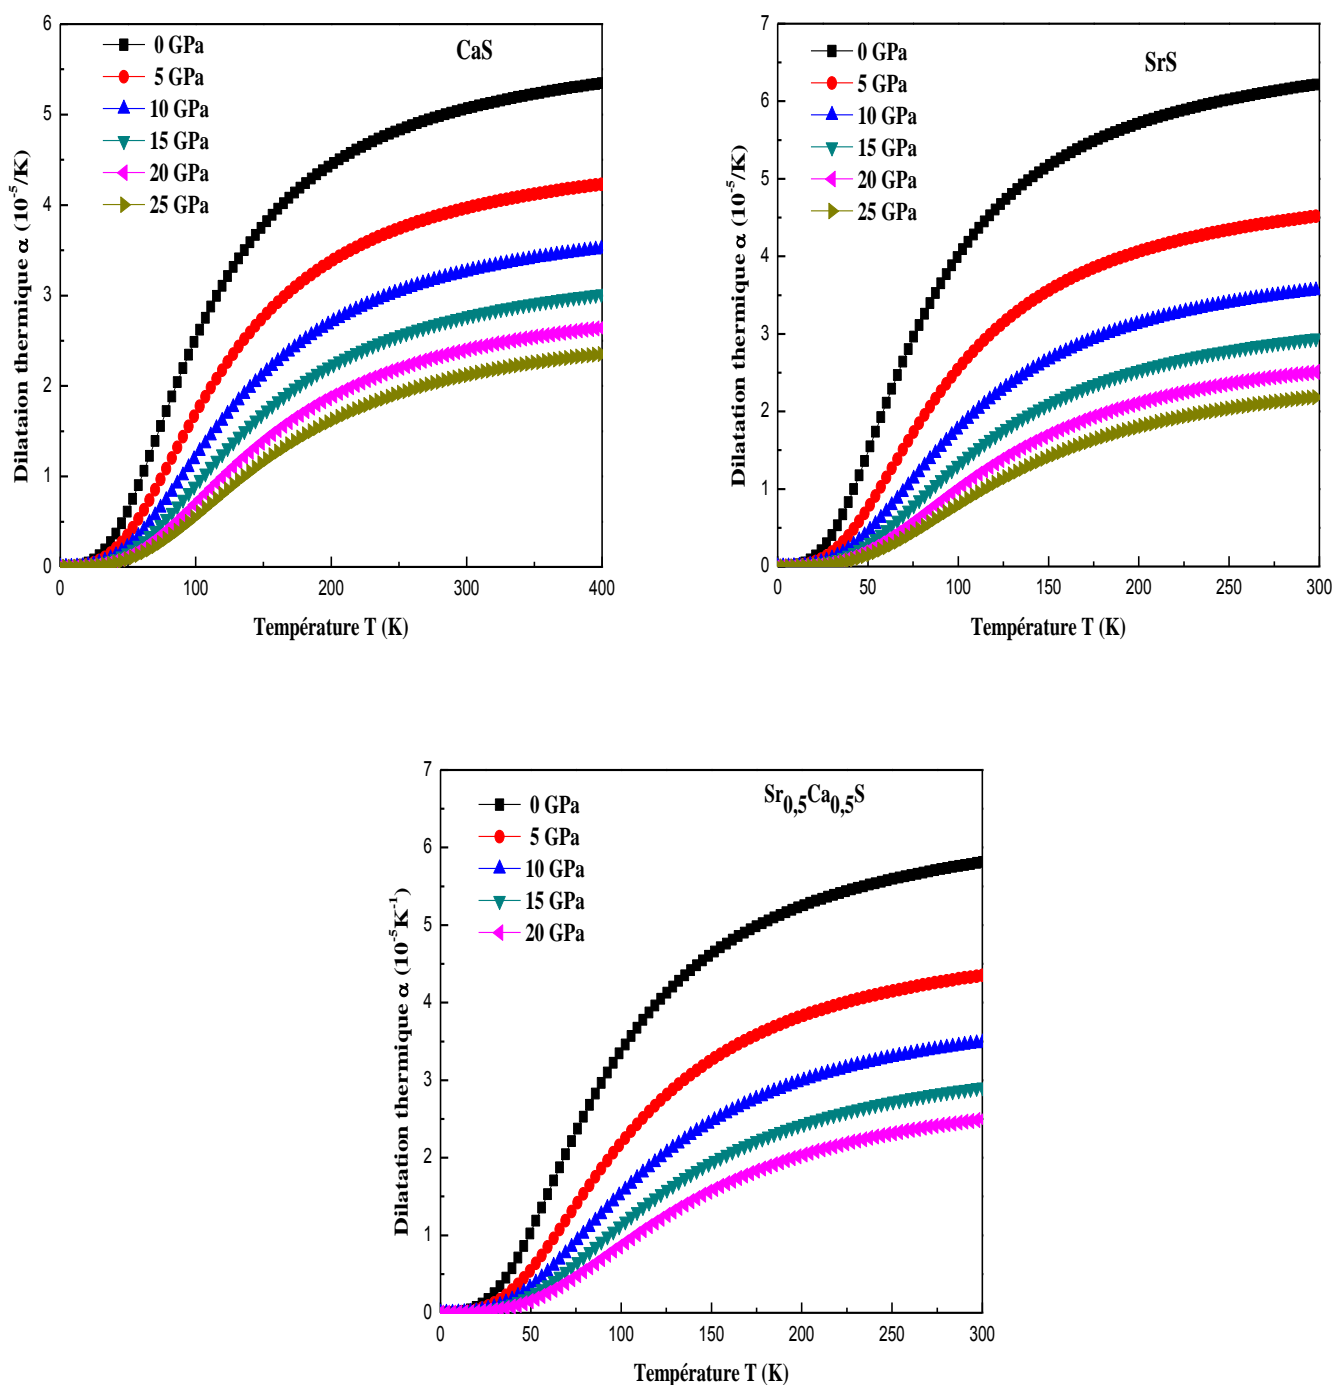 CaS
0 GPa
5 GPa
10 GPa
15 GPa
20 GPa
25 GPa
Dilatation thermique α (10⁻⁵/K)
6
5
4
3
2
1
0
0 100 200 300 400
Température T (K)
SrS
0 GPa
5 GPa
10 GPa
15 GPa
20 GPa
25 GPa
Dilatation thermique α (10⁻⁵/K)
7
6
5
4
3
2
1
0
0 50 100 150 200 250 300
Température T (K)
Sr₀,₅Ca₀,₅S
0 GPa
5 GPa
10 GPa
15 GPa
20 GPa
Dilatation thermique α (10⁻⁵K⁻¹)
7
6
5
4
3
2
1
0
0 50 100 150 200 250 300
Température T (K)